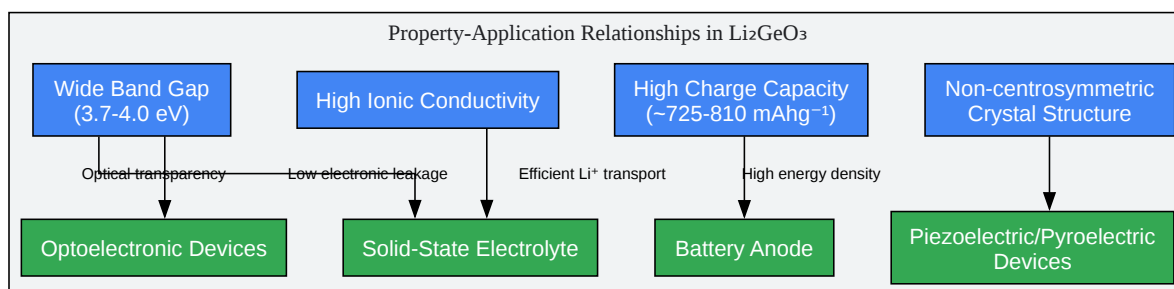 Property-Application Relationships in Li₂GeO₃
Wide Band Gap
(3.7-4.0 eV)
High Ionic Conductivity
High Charge Capacity
(~725-810 mAhg⁻¹)
Non-centrosymmetric
Crystal Structure
Optical transparency
Low electronic leakage
Efficient Li⁺ transport
High energy density
Optoelectronic Devices
Solid-State Electrolyte
Battery Anode
Piezoelectric/Pyroelectric
Devices